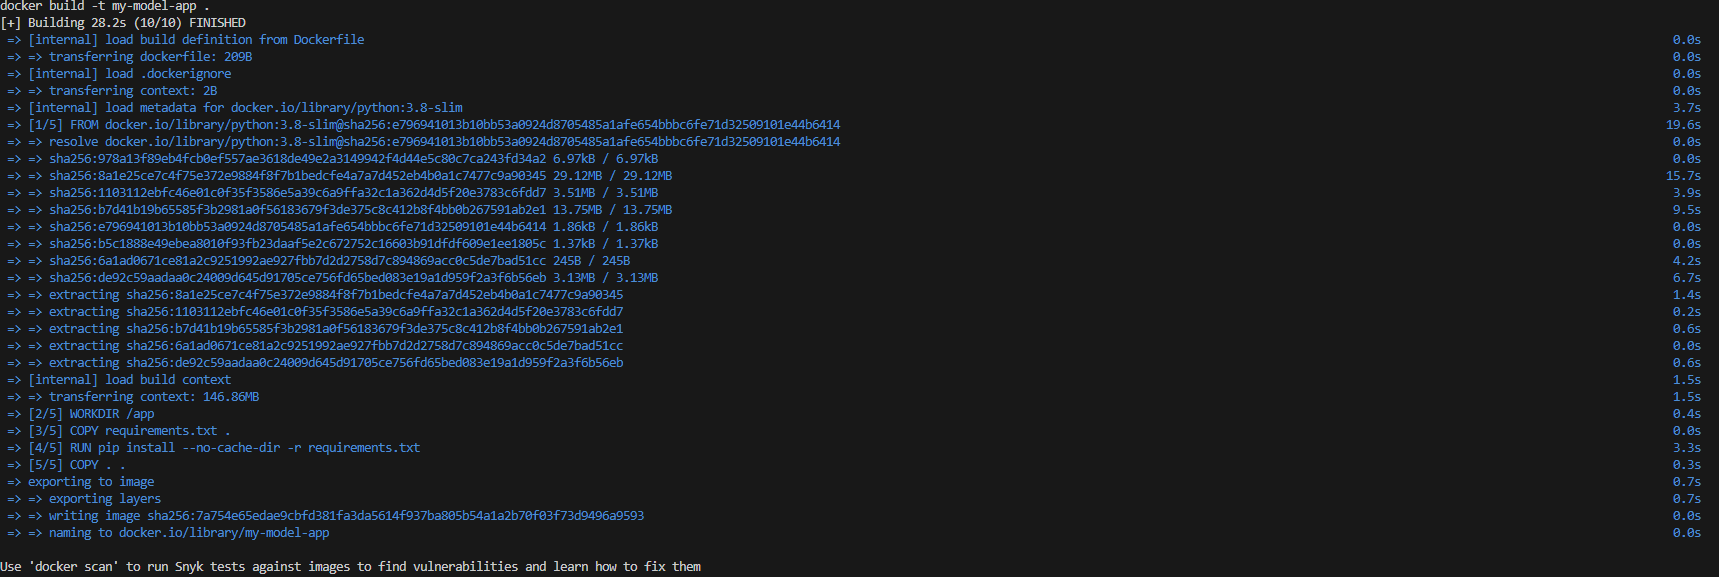 docker build -t my-model-app .
[+] Building 28.2s (10/10) FINISHED
=> [internal] load build definition from Dockerfile 0.0s
=> => transferring dockerfile: 209B 0.0s
=> [internal] load .dockerignore 0.0s
=> => transferring context: 2B 0.0s
=> [internal] load metadata for docker.io/library/python:3.8-slim 3.7s
=> [1/5] FROM docker.io/library/python:3.8-slim@sha256:e796941013b10bb53a0924d8705485a1afe654bbbc6fe71d32509101e44b6414 19.6s
=> => resolve docker.io/library/python:3.8-slim@sha256:e796941013b10bb53a0924d8705485a1afe654bbbc6fe71d32509101e44b6414 0.0s
=> => sha256:978a13f89eb4fcb0ef557ae3618de49e2a3149942f4d44e5c80c7ca243fd34a2 6.97kB / 6.97kB 0.0s
=> => sha256:8a1e25ce7c4f75e372e9884f8f7b1bedcfe4a7a7d452eb4b0a1c7477c9a90345 29.12MB / 29.12MB 15.7s
=> => sha256:1103112ebfc46e01c0f35f3586e5a39c6a9ffa32c1a362d4d5f20e3783c6fdd7 3.51MB / 3.51MB 3.9s
=> => sha256:b7d41b19b65585f3b2981a0f56183679f3de375c8c412b8f4bb0b267591ab2e1 13.75MB / 13.75MB 9.5s
=> => sha256:e796941013b10bb53a0924d8705485a1afe654bbbc6fe71d32509101e44b6414 1.86kB / 1.86kB 0.0s
=> => sha256:b5c1888e49ebea8010f93fb23daaf5e2c672752c16603b91dfdf609e1ee1805c 1.37kB / 1.37kB 0.0s
=> => sha256:6a1ad0671ce81a2c9251992ae927fbb7d2d2758d7c894869acc0c5de7bad51cc 245B / 245B 4.2s
=> => sha256:de92c59aadaa0c24009d645d91705ce756fd65bed083e19a1d959f2a3f6b56eb 3.13MB / 3.13MB 6.7s
=> => extracting sha256:8a1e25ce7c4f75e372e9884f8f7b1bedcfe4a7a7d452eb4b0a1c7477c9a90345 1.4s
=> => extracting sha256:1103112ebfc46e01c0f35f3586e5a39c6a9ffa32c1a362d4d5f20e3783c6fdd7 0.2s
=> => extracting sha256:b7d41b19b65585f3b2981a0f56183679f3de375c8c412b8f4bb0b267591ab2e1 0.6s
=> => extracting sha256:6a1ad0671ce81a2c9251992ae927fbb7d2d2758d7c894869acc0c5de7bad51cc 0.0s
=> => extracting sha256:de92c59aadaa0c24009d645d91705ce756fd65bed083e19a1d959f2a3f6b56eb 0.6s
=> [internal] load build context 1.5s
=> => transferring context: 146.86MB 1.5s
=> [2/5] WORKDIR /app 0.4s
=> [3/5] COPY requirements.txt . 0.0s
=> [4/5] RUN pip install --no-cache-dir -r requirements.txt 3.3s
=> [5/5] COPY . . 0.3s
=> exporting to image 0.7s
=> => exporting layers 0.7s
=> => writing image sha256:7a754e65edae9cbfd381fa3da5614f937ba805b54a1a2b70f03f73d9496a9593 0.0s
=> => naming to docker.io/library/my-model-app 0.0s
Use 'docker scan' to run Snyk tests against images to find vulnerabilities and learn how to fix them